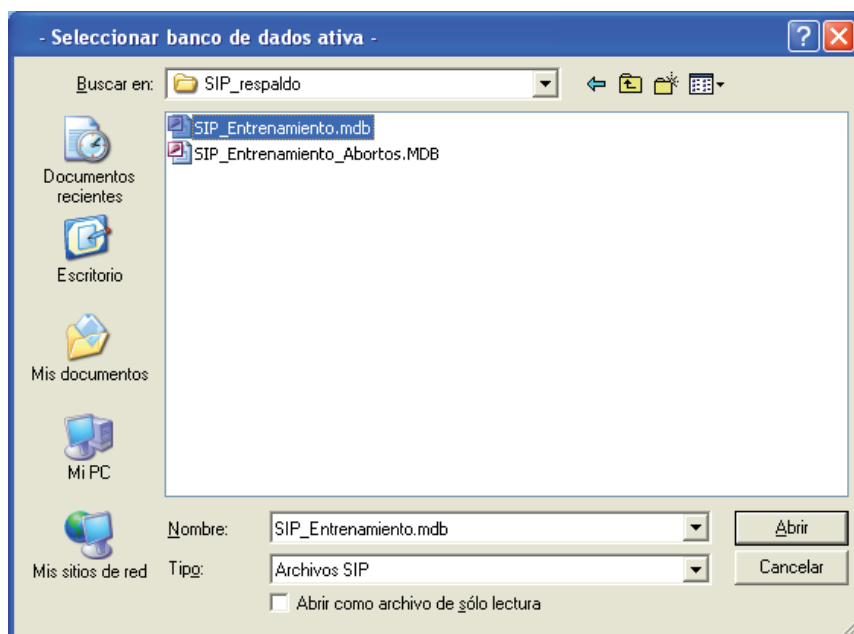 - Seleccionar banco de dados ativa -
Buscar en:
SIP_respaldo
SIP_Entrenamiento.mdb
SIP_Entrenamiento_Abortos.MDB
Documentos
recientes
Escritorio
Mis documentos
Mi PC
Mis sitios de red
Nombre:
SIP_Entrenamiento.mdb
Abrir
Tipo:
Archivos SIP
Cancelar
Abrir como archivo de sólo lectura